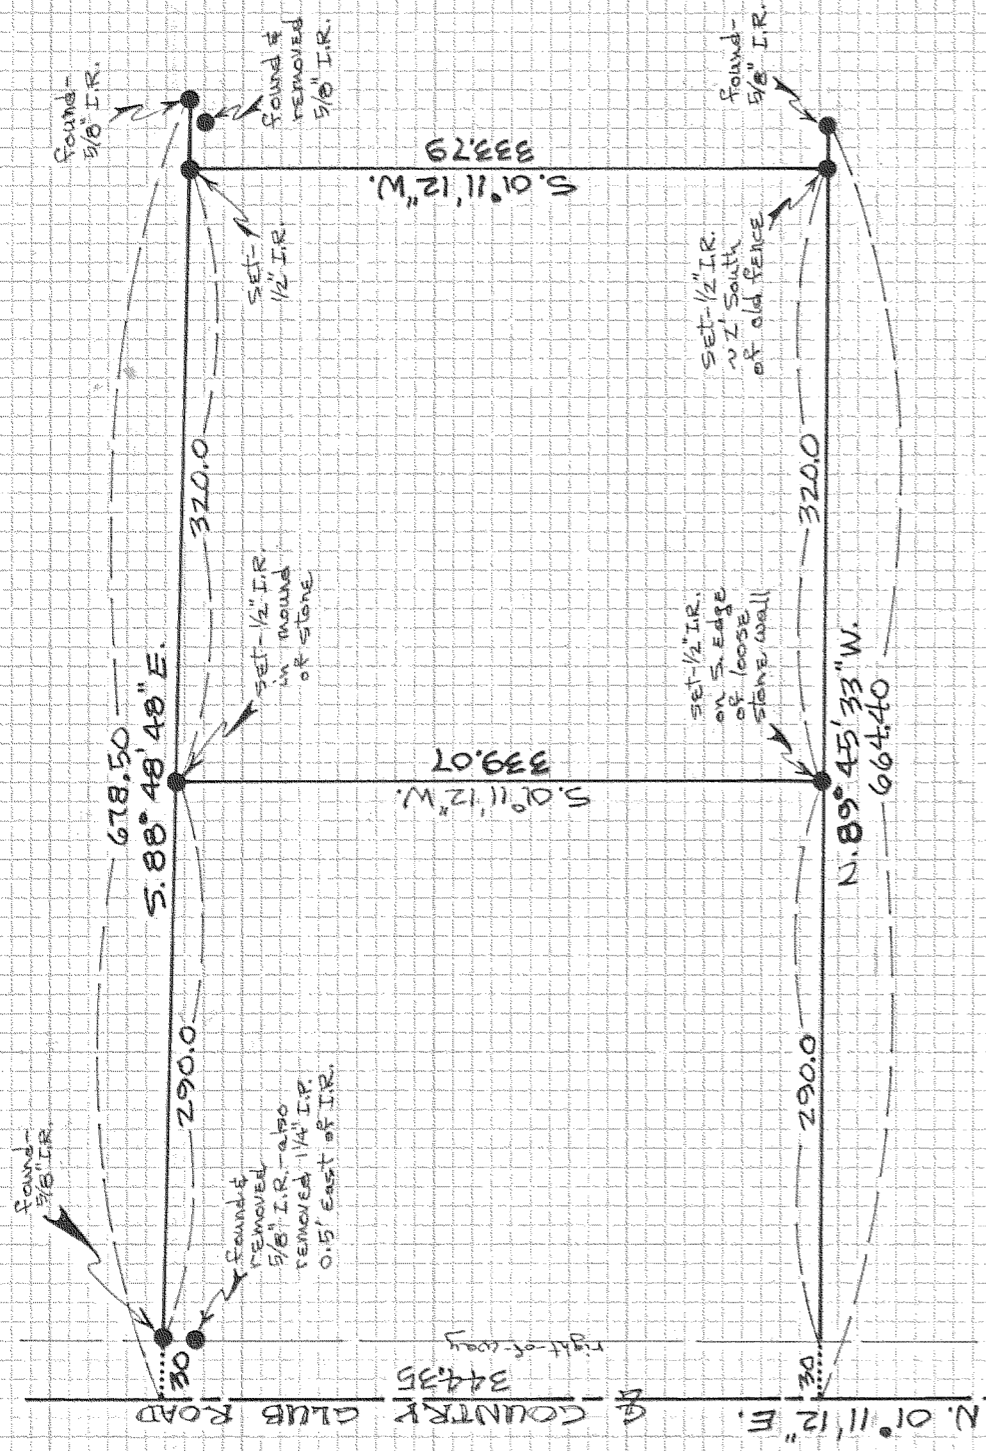 found-
5/8" I.R.
678.50
S. 88° 48' 48" E.
found-
5/8" I.R.
30
290.0
320.0
found &
removed
5/8" I.R.-also
removed 1 1/4" I.P.
0.5' East of I.R.
set-1/2" I.R.
in mound
of stone
set-
1/2" I.R.
found &
removed
5/8" I.R.
℄ COUNTRY CLUB ROAD
N. 01° 11' 12" E.
344.35
right-of-way
S. 01° 11' 12" W.
339.07
S. 01° 11' 12" W.
333.79
set-1/2" I.R.
on S. edge
of loose
stone wall
set-1/2" I.R.
~2' South
of old fence
found-
5/8" I.R.
30
290.0
320.0
N. 89° 45' 33" W.
664.40